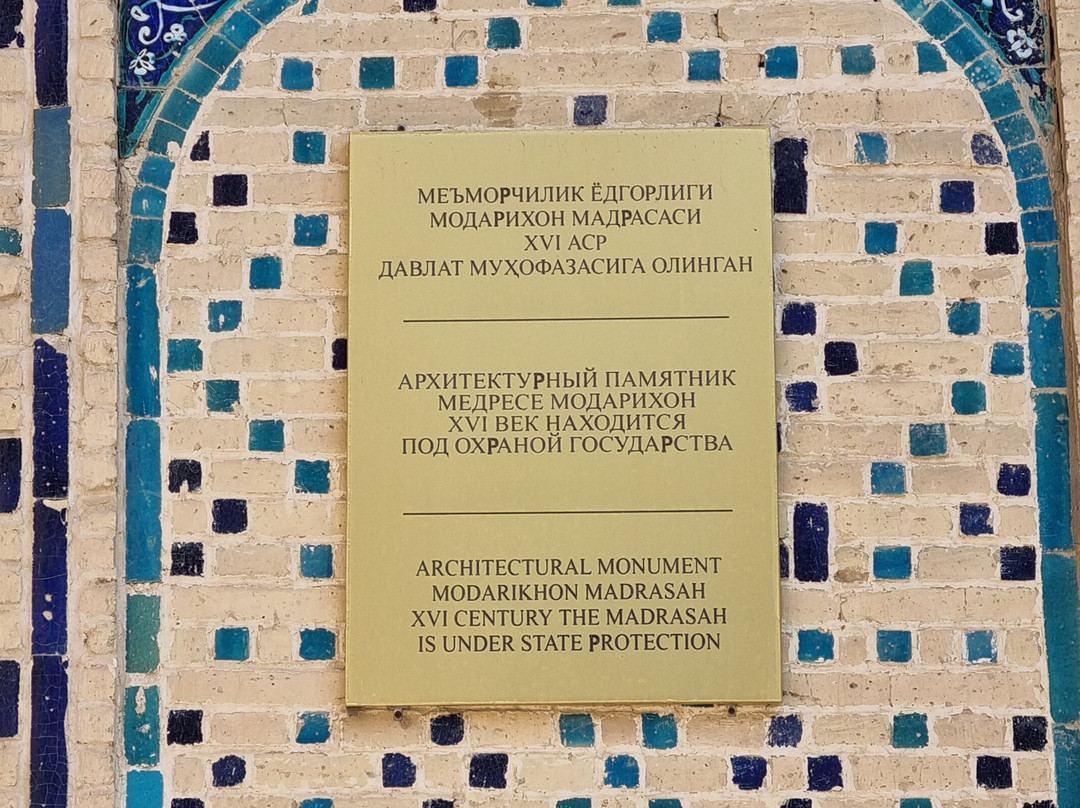 МЕЪМОРЧИЛИК ЁДГОРЛИГИ
МОДАРИХОН МАДРАСАСИ
XVI АСР
ДАВЛАТ МУҲОФАЗАСИГА ОЛИНГАН
АРХИТЕКТУРНЫЙ ПАМЯТНИК
МЕДРЕСЕ МОДАРИХОН
XVI ВЕК НАХОДИТСЯ
ПОД ОХРАНОЙ ГОСУДАРСТВА
ARCHITECTURAL MONUMENT
MODARIKHON MADRASAH
XVI CENTURY THE MADRASAH
IS UNDER STATE PROTECTION